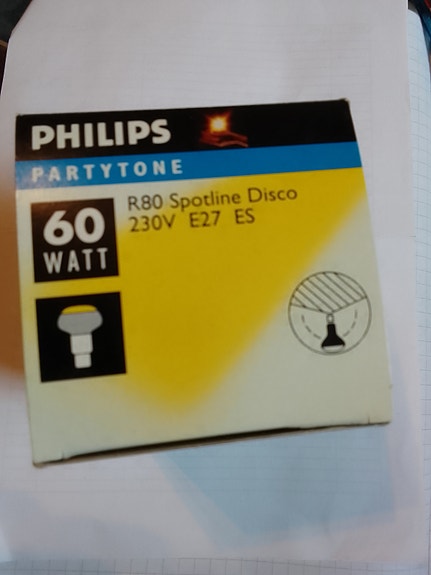 PHILIPS
PARTYTONE
60
WATT
R80 Spotline Disco
230V E27 ES